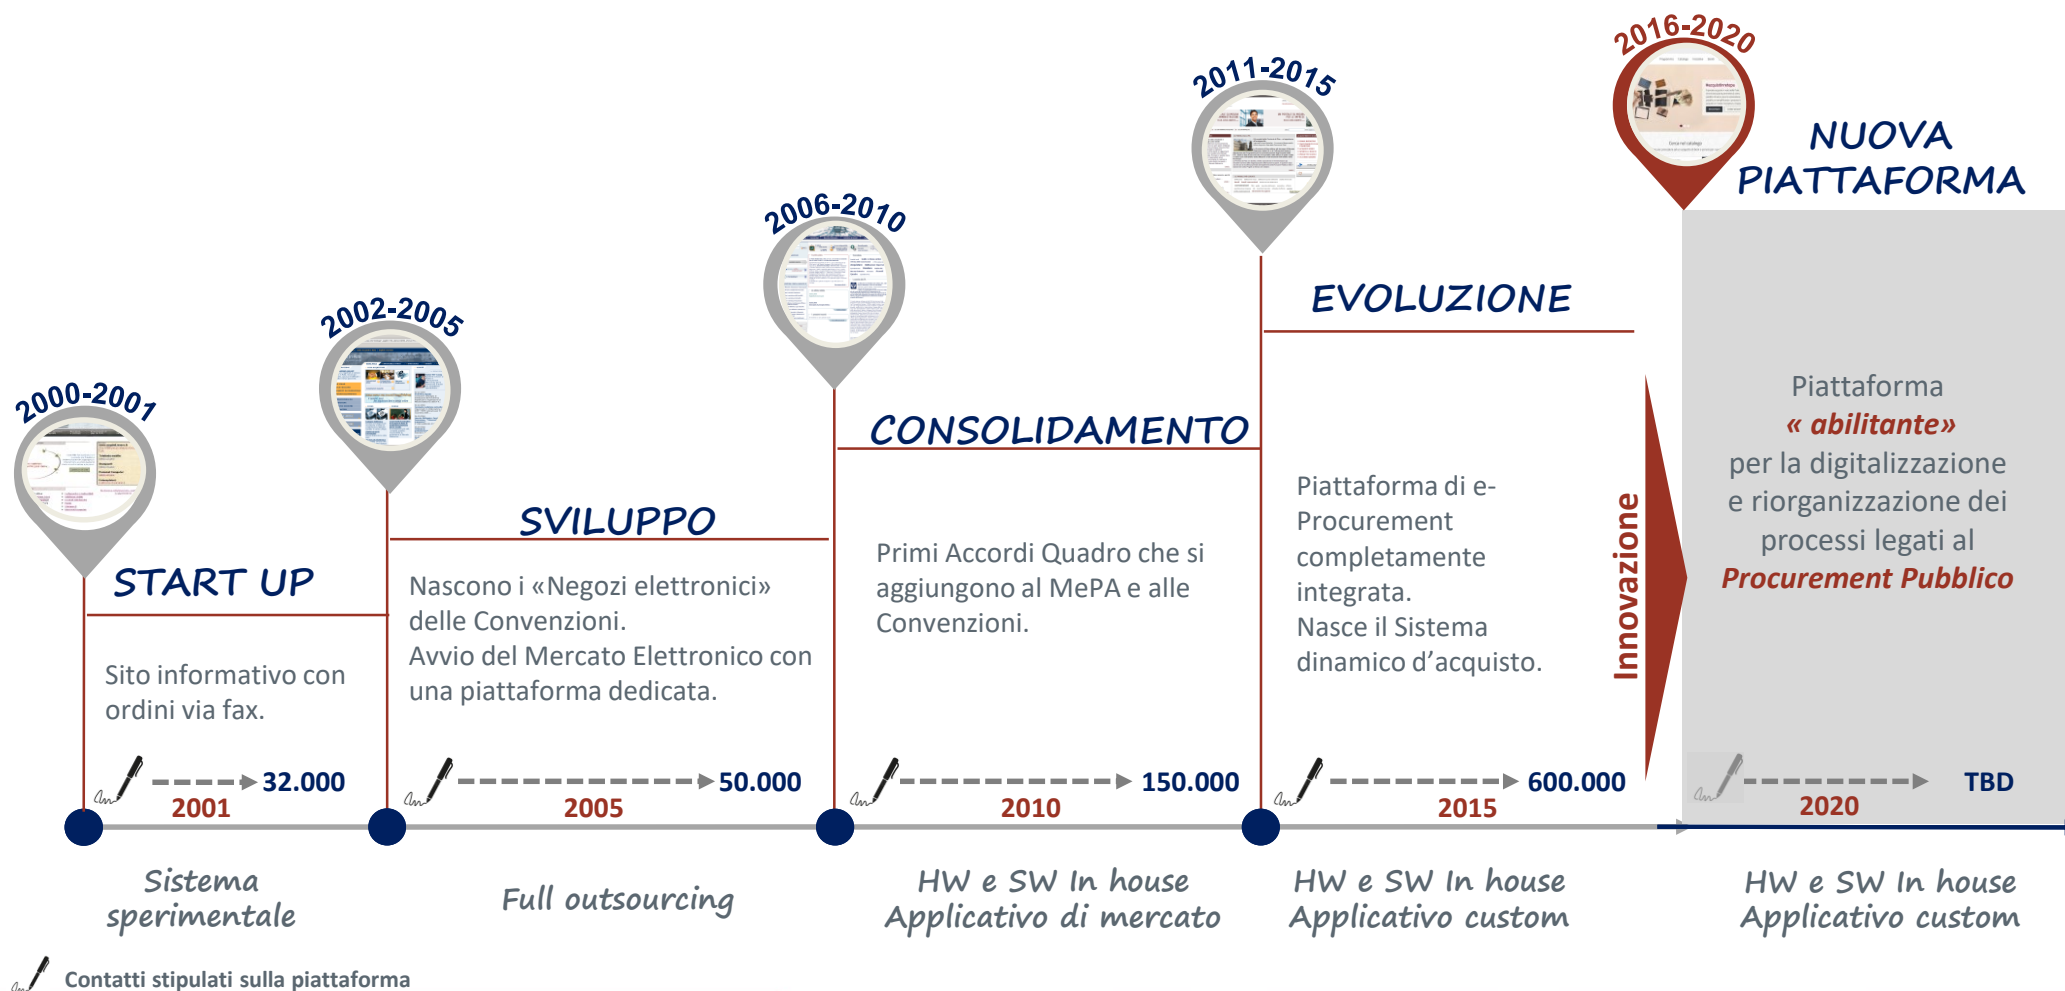 2000-2001
START UP
Sito informativo con
ordini via fax.
32.000
2001
Sistema
sperimentale
2002-2005
SVILUPPO
Nascono i «Negozi elettronici»
delle Convenzioni.
Avvio del Mercato Elettronico con
una piattaforma dedicata.
50.000
2005
Full outsourcing
2006-2010
CONSOLIDAMENTO
Primi Accordi Quadro che si
aggiungono al MePA e alle
Convenzioni.
150.000
2010
HW e SW In house
Applicativo di mercato
2011-2015
EVOLUZIONE
Piattaforma di e-
Procurement
completamente
integrata.
Nasce il Sistema
dinamico d'acquisto.
600.000
2015
HW e SW In house
Applicativo custom
Innovazione
2016-2020
NUOVA
PIATTAFORMA
Piattaforma
« abilitante»
per la digitalizzazione
e riorganizzazione dei
processi legati al
Procurement Pubblico
TBD
2020
HW e SW In house
Applicativo custom
Contatti stipulati sulla piattaforma